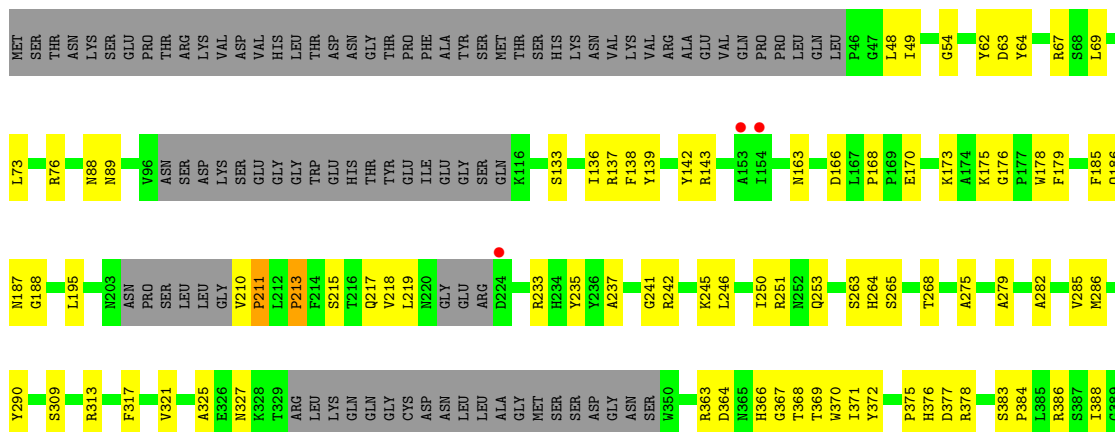 MET SER THR ASN LYS SER GLU PRO THR ARG LYS VAL ASP VAL HIS LEU THR ASP ASN GLY THR PRO PHE ALA TYR SER MET THR SER HIS LYS ASN VAL LYS VAL ARG ALA GLU VAL GLN PRO PRO LEU GLN LEU P46 G47 L48 I49 G54 Y62 D63 Y64 R67 S68 L69
L73 R76 N88 N89 V96 ASN SER ASP LYS SER GLU GLY GLY TRP GLU HIS THR TYR GLU ILE GLU GLY SER GLN K116 S133 I136 R137 F138 Y139 Y142 R143 A153 I154 N163 D166 L167 P168 P169 E170 K173 A174 K175 G176 P177 W178 F179 F185 Q186
N187 G188 L195 N203 ASN PRO SER LEU LEU GLY V210 P211 L212 P213 F214 S215 T216 Q217 V218 L219 N220 GLY GLU ARG D224 R233 H234 Y235 Y236 A237 G241 R242 K245 L246 I250 R251 N252 Q253 S263 H264 S265 T268 A275 A279 A282 V285 M286
Y290 S309 R313 F317 V321 A325 E326 N327 K328 T329 ARG LEU LYS GLN GLN GLY CYS ASP ASN LEU LEU ALA GLY MET SER SER ASP GLY ASN SER W350 R363 D364 N365 H366 G367 T368 T369 W370 I371 Y372 P375 H376 D377 R378 S383 P384 L385 R386 S387 I388 G389